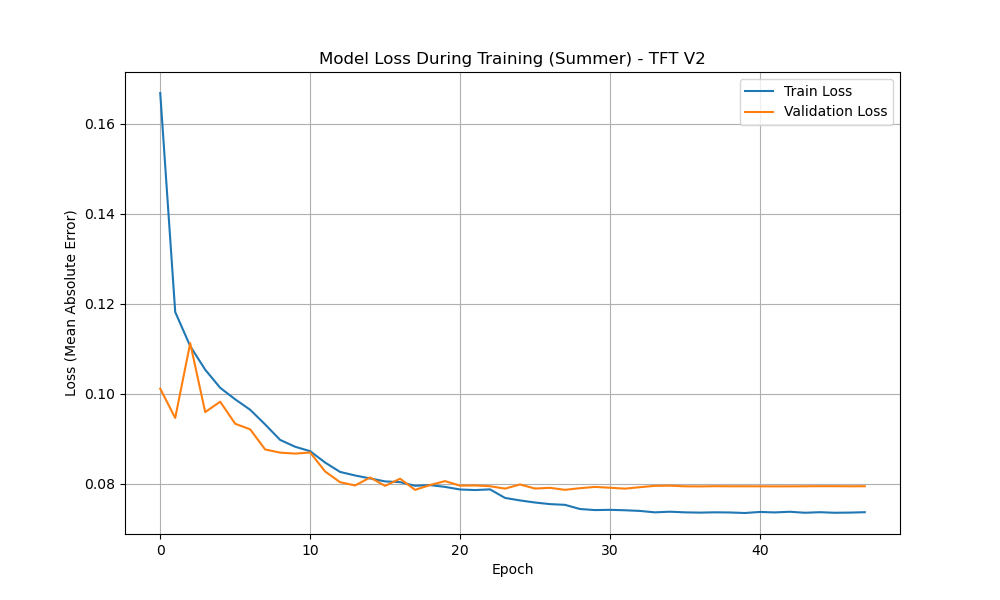 Model Loss During Training (Summer) - TFT V2
Train Loss
Validation Loss
Loss (Mean Absolute Error)
0.16
0.14
0.12
0.10
0.08
0
10
20
30
40
Epoch